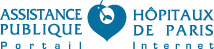 ASSISTANCE HÔPITAUX
PUBLIQUE DE PARIS
Portail Internet